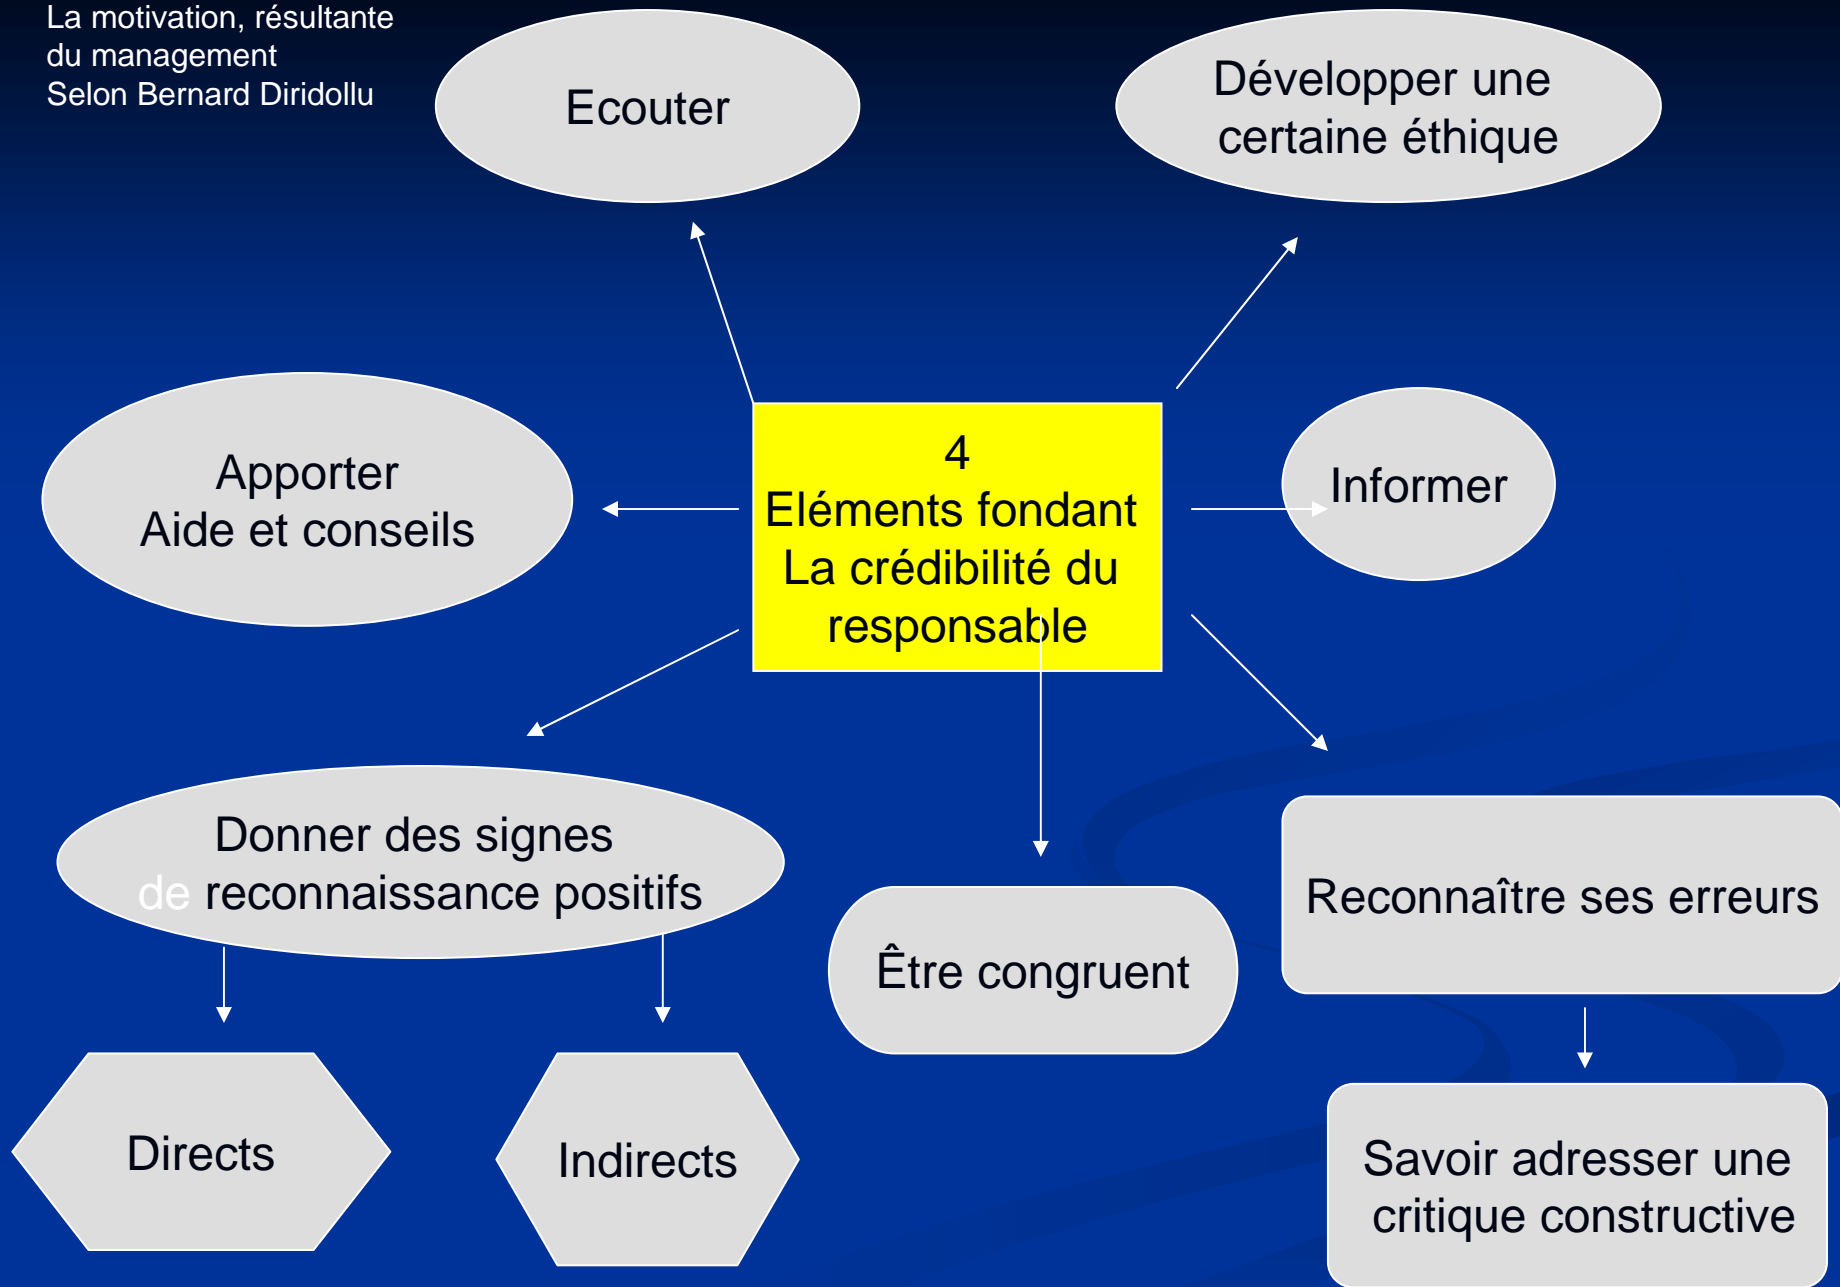 La motivation, résultante
du management
Selon Bernard Diridollu
Ecouter
Développer une
certaine éthique
Apporter
Aide et conseils
4
Eléments fondant
La crédibilité du
responsable
Informer
Donner des signes
de reconnaissance positifs
Être congruent
Reconnaître ses erreurs
Directs
Indirects
Savoir adresser une
critique constructive